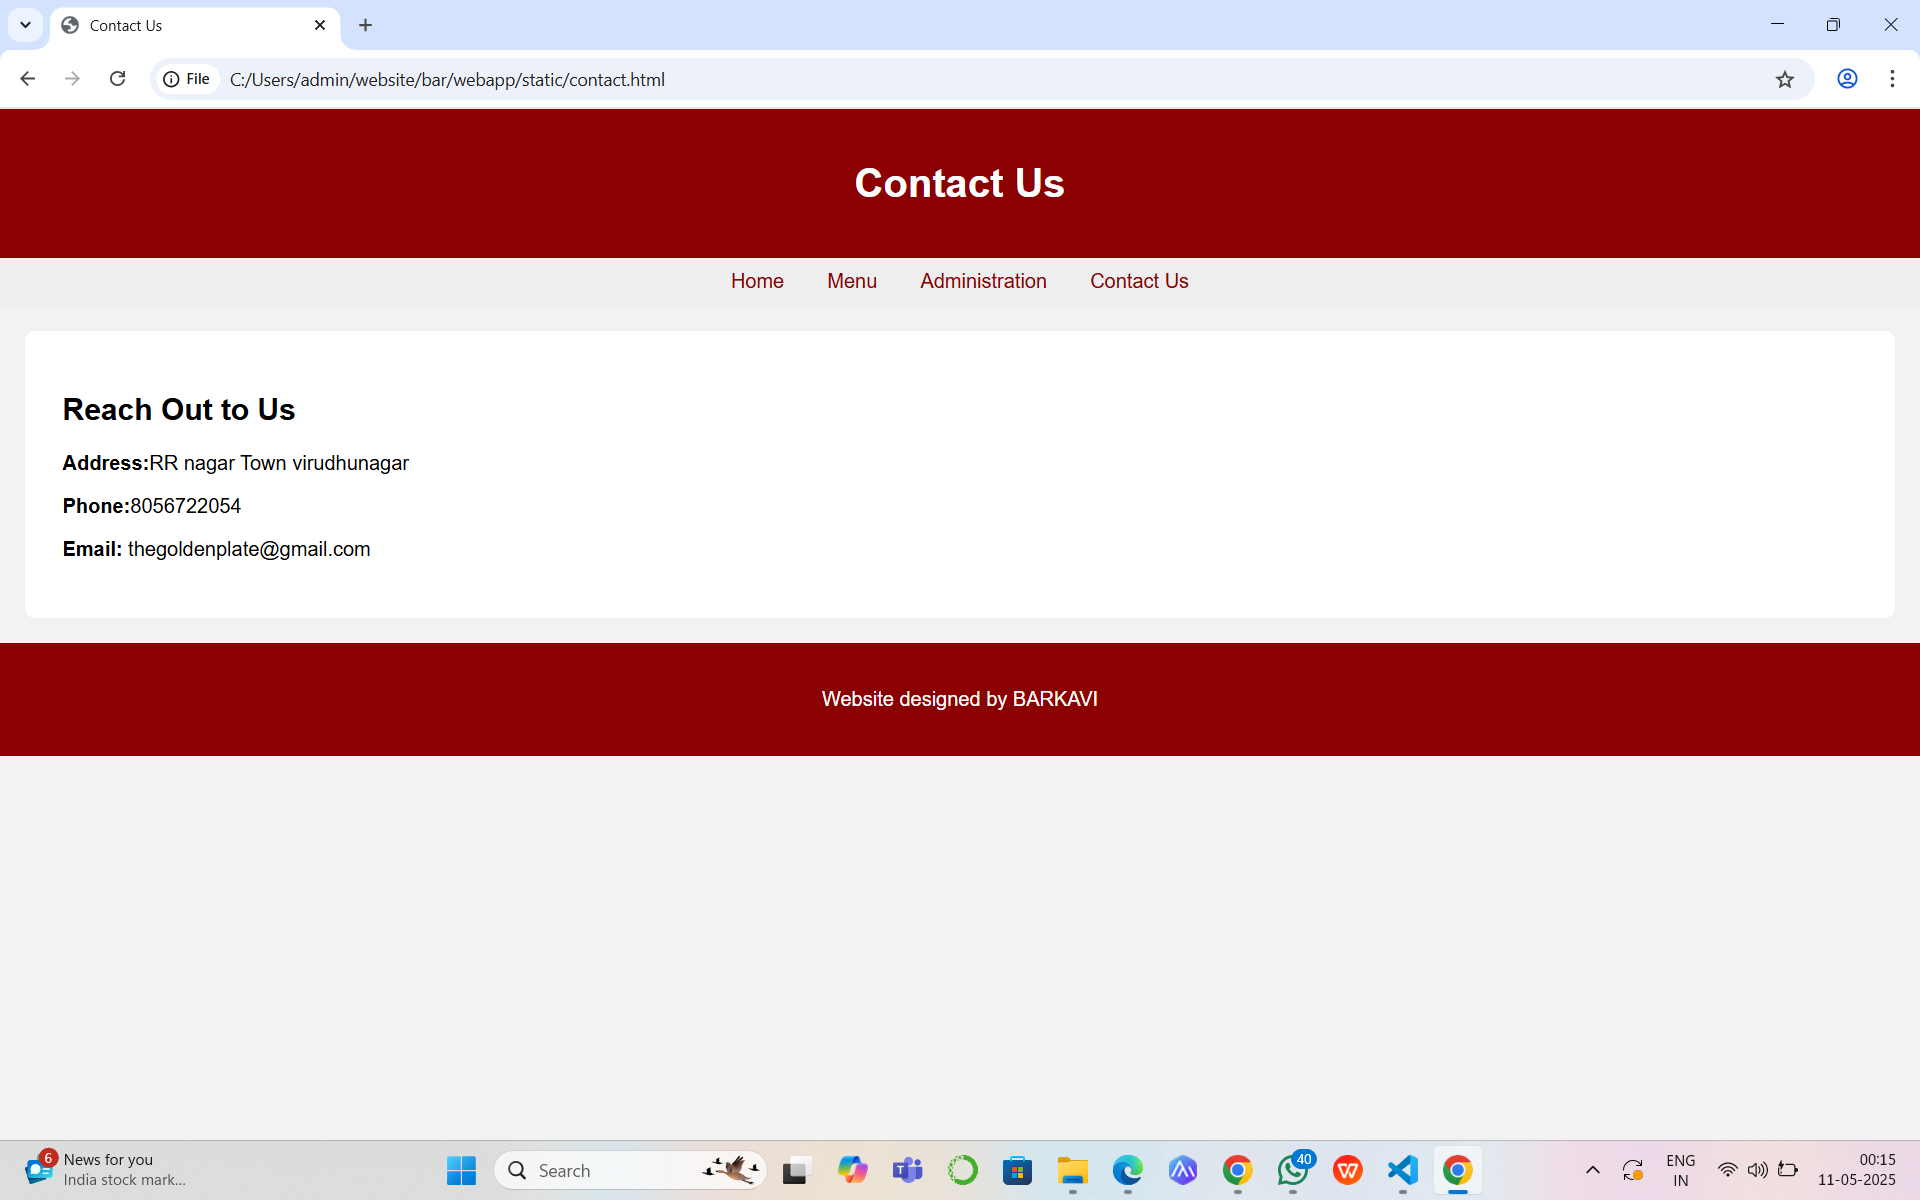 Contact Us
File C:/Users/admin/website/bar/webapp/static/contact.html
Contact Us
Home Menu Administration Contact Us
Reach Out to Us
Address:RR nagar Town virudhunagar
Phone:8056722054
Email: thegoldenplate@gmail.com
Website designed by BARKAVI
6 News for you
India stock mark...
Search
T
40
W
ENG
IN
00:15
11-05-2025